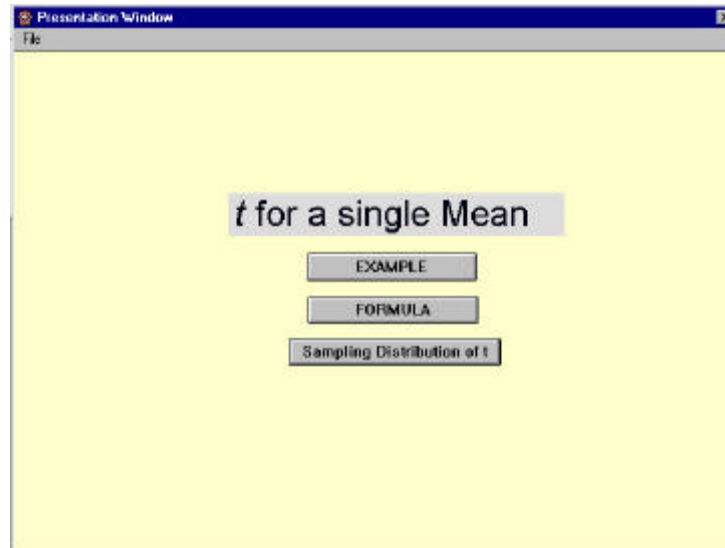 Presentation Window
File
t for a single Mean
EXAMPLE
FORMULA
Sampling Distribution of t